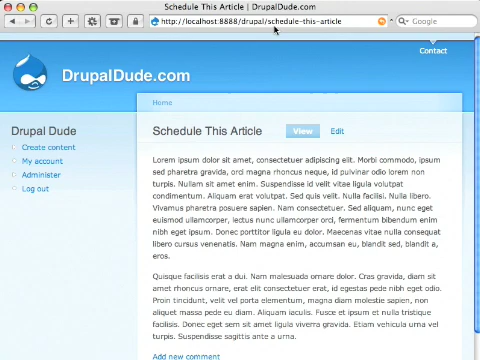 Schedule This Article | DrupalDude.com
http://localhost:8888/drupal/schedule-this-article
Google
Contact
DrupalDude.com
Home
Drupal Dude
Create content
My account
Administer
Log out
Schedule This Article
View
Edit
Lorem ipsum dolor sit amet, consectetuer adipiscing elit. Morbi commodo, ipsum
sed pharetra gravida, orci magna rhoncus neque, id pulvinar odio lorem non
turpis. Nullam sit amet enim. Suspendisse id velit vitae ligula volutpat
condimentum. Aliquam erat volutpat. Sed quis velit. Nulla facilisi. Nulla libero.
Vivamus pharetra posuere sapien. Nam consectetuer. Sed aliquam, nunc eget
euismod ullamcorper, lectus nunc ullamcorper orci, fermentum bibendum enim
nibh eget ipsum. Donec porttitor ligula eu dolor. Maecenas vitae nulla consequat
libero cursus venenatis. Nam magna enim, accumsan eu, blandit sed, blandit a,
eros.
Quisque facilisis erat a dui. Nam malesuada ornare dolor. Cras gravida, diam sit
amet rhoncus ornare, erat elit consectetuer erat, id egestas pede nibh eget odio.
Proin tincidunt, velit vel porta elementum, magna diam molestie sapien, non
aliquet massa pede eu diam. Aliquam iaculis. Fusce et ipsum et nulla tristique
facilisis. Donec eget sem sit amet ligula viverra gravida. Etiam vehicula urna vel
turpis. Suspendisse sagittis ante a urna.
Add new comment